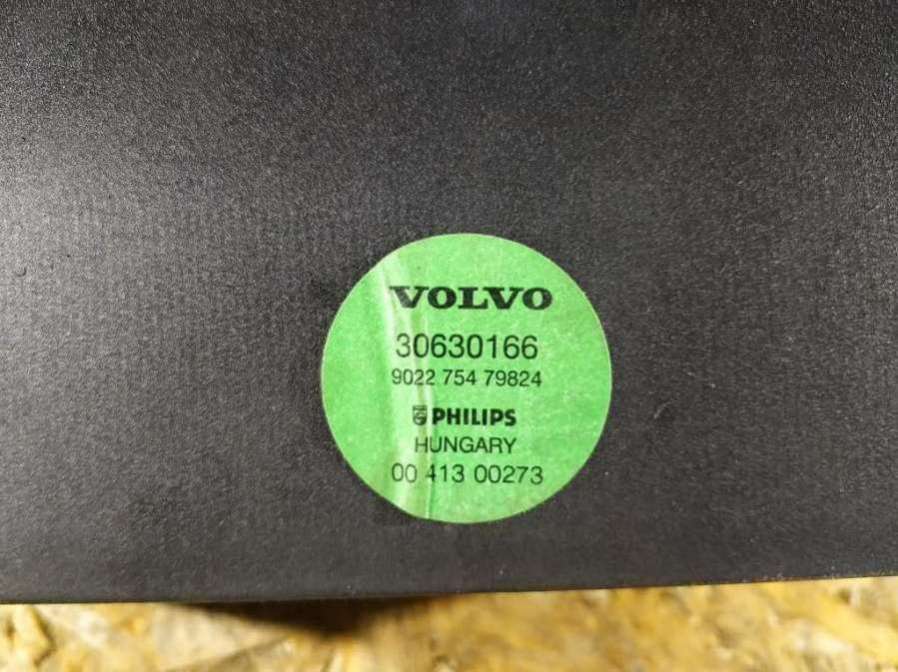 VOLVO
30630166
9022 754 79824
PHILIPS
HUNGARY
00 413 00273